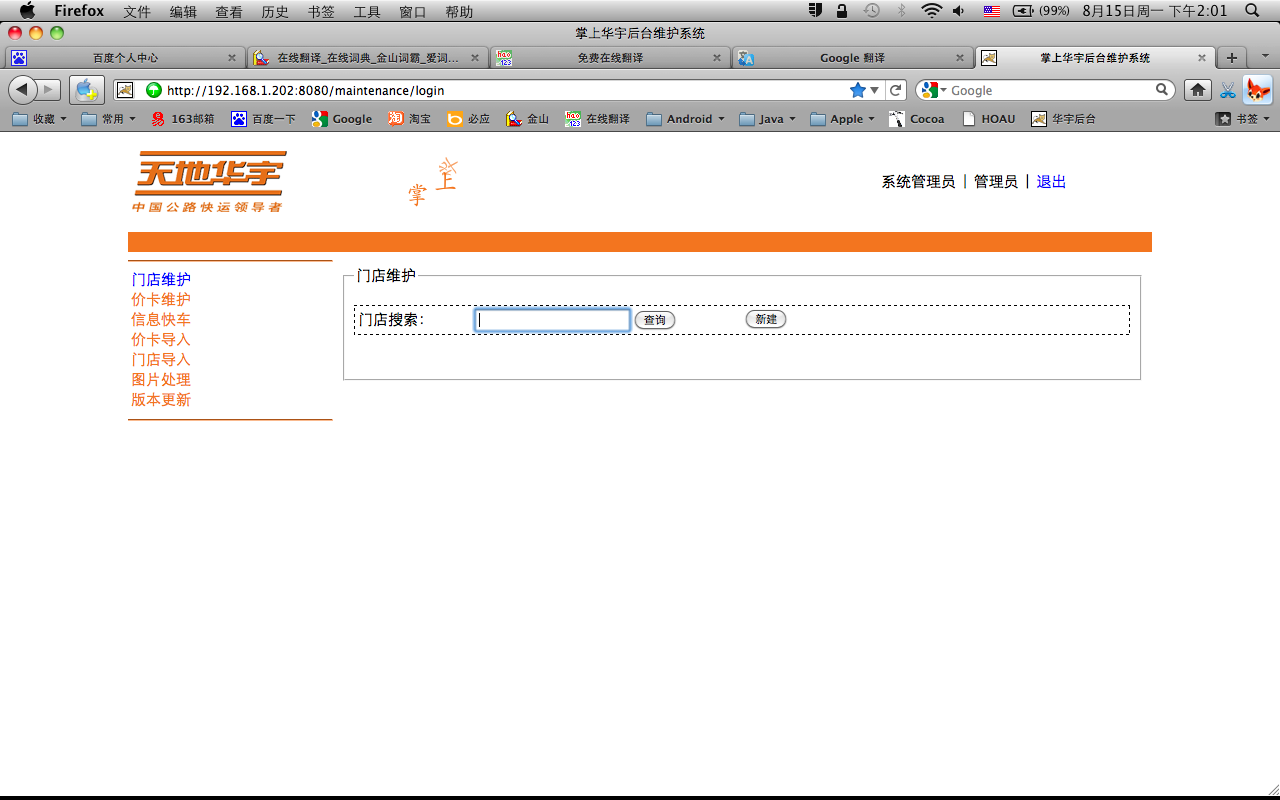 Firefox 文件 编辑 查看 历史 书签 工具 窗口 帮助 (99%) 8月15日周一 下午2:01
掌上华宇后台维护系统
百度个人中心 在线翻译_在线词典_金山词霸_爱词... 免费在线翻译 Google 翻译 掌上华宇后台维护系统
http://192.168.1.202:8080/maintenance/login Google
收藏 常用 163邮箱 百度一下 Google 淘宝 必应 金山 在线翻译 Android Java Apple Cocoa HOAU 华宇后台 书签
天地华宇
中国公路快运领导者
掌上
系统管理员 | 管理员 | 退出
门店维护
价卡维护
信息快车
价卡导入
门店导入
图片处理
版本更新
门店维护
门店搜索: 查询 新建